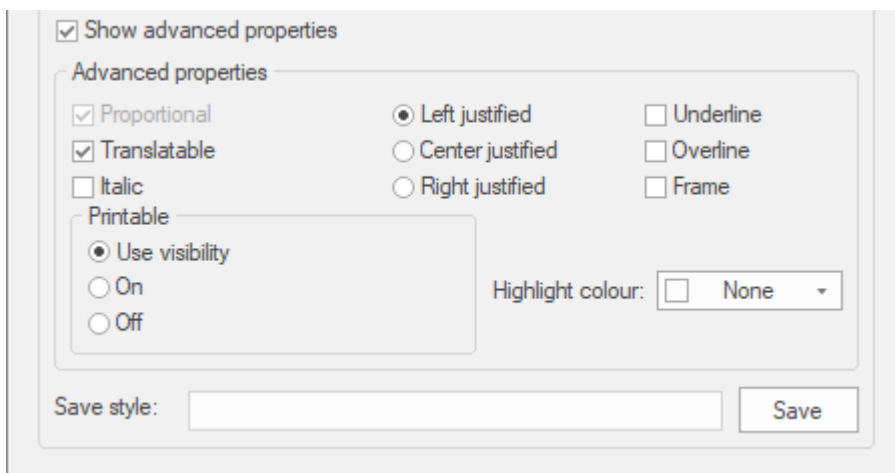 Show advanced properties
Advanced properties
Proportional Left justified Underline
Translatable Center justified Overline
Italic Right justified Frame
Printable
Use visibility
On
Highlight colour: None
Off
Save style: Save